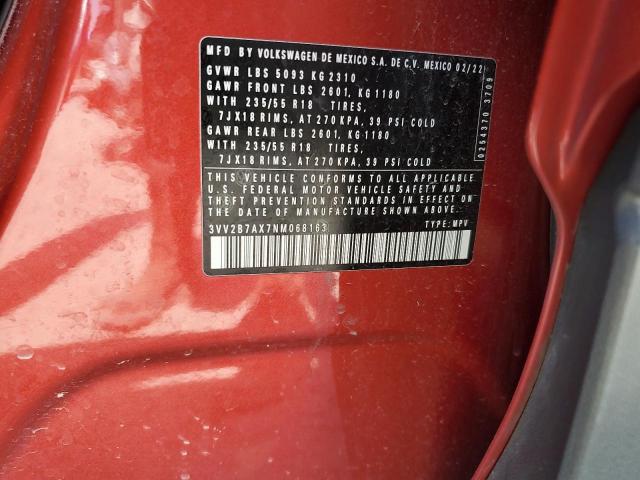 MFD BY VOLKSWAGEN DE MEXICO S.A. DE C.V. MEXICO 02/22
GVWR LBS 5093 KG 2310
GAWR FRONT LBS 2601, KG 1180
WITH 235/55 R18 TIRES,
7JX18 RIMS, AT 270 KPA, 39 PSI COLD
GAWR REAR LBS 2601, KG 1180
WITH 235/55 R18 TIRES,
7JX18 RIMS, AT 270 KPA, 39 PSI COLD
THIS VEHICLE CONFORMS TO ALL APPLICABLE
U.S. FEDERAL MOTOR VEHICLE SAFETY AND
THEFT PREVENTION STANDARDS IN EFFECT ON
THE DATE OF MANUFACTURE SHOWN ABOVE.
3VV2B7AX7NM068163 TYPE: MPV
0254370 3709